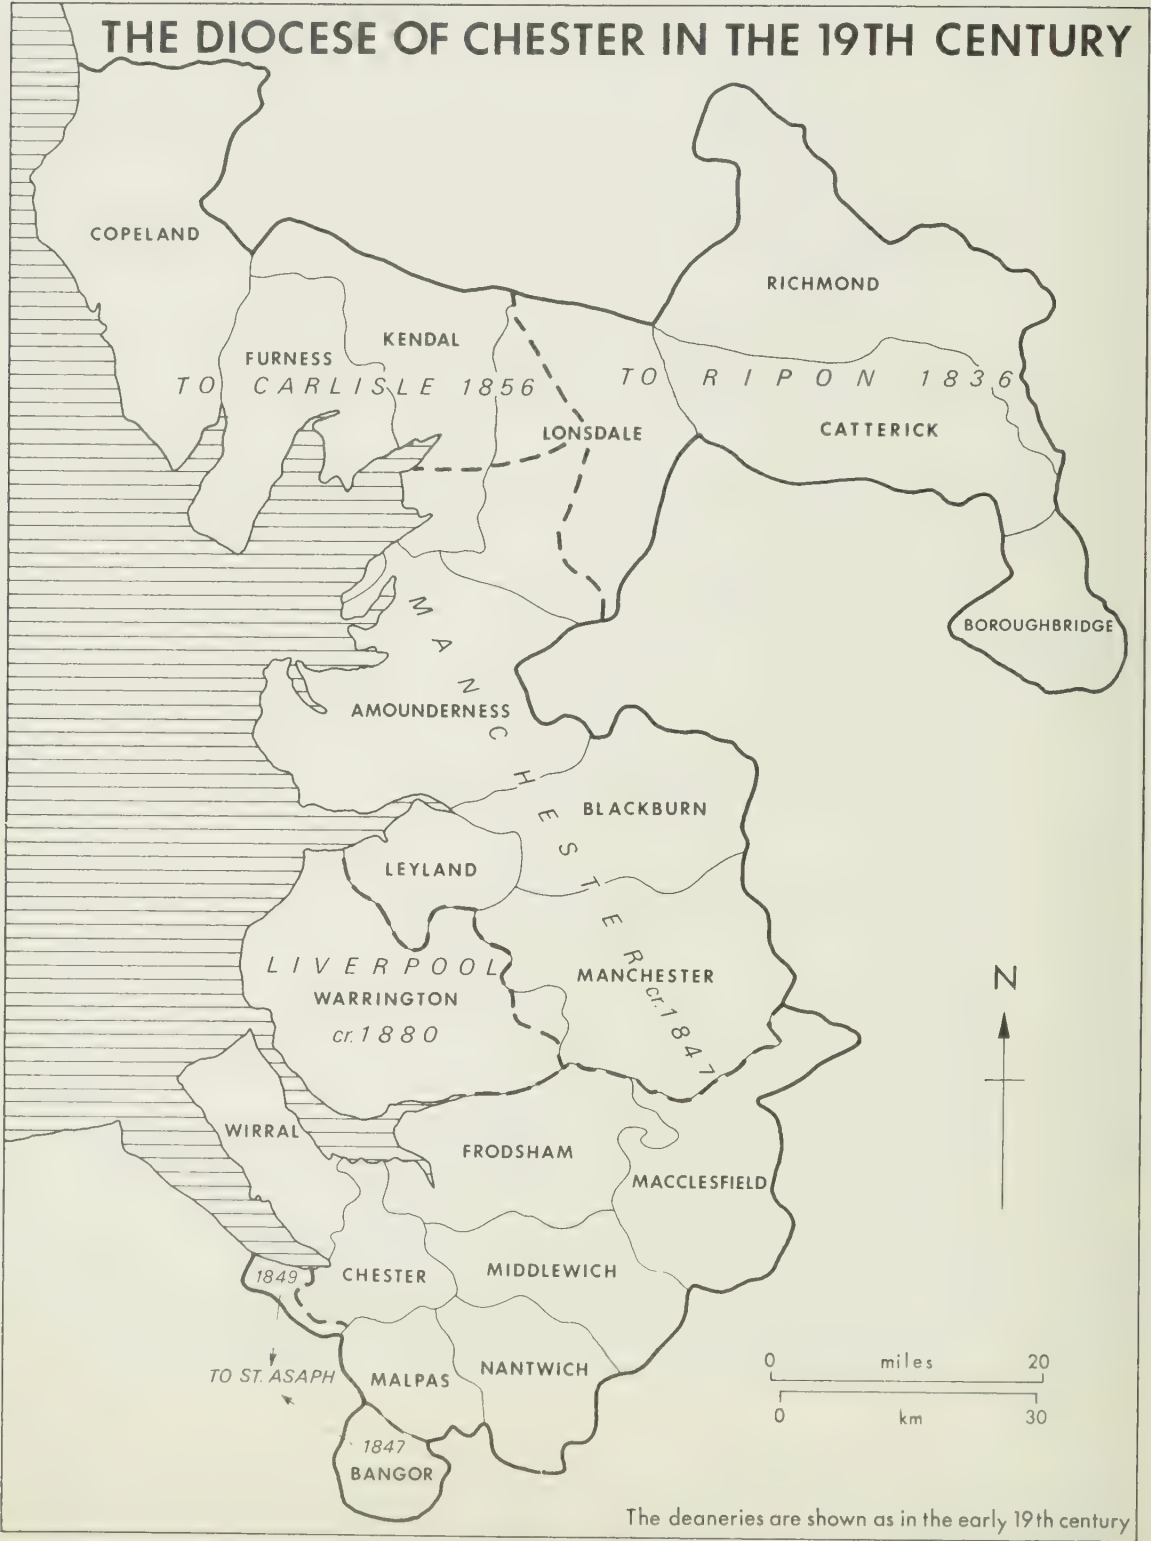 THE DIOCESE OF CHESTER IN THE 19TH CENTURY
COPELAND
RICHMOND
KENDAL
FURNESS
TO CARLISLE 1856
TO RIPON 1836
LONSDALE
CATTERICK
BOROUGHBRIDGE
MANCHESTER cr. 1847
AMOUNDERNESS
BLACKBURN
LEYLAND
LIVERPOOL
WARRINGTON
cr. 1880
MANCHESTER
N
WIRRAL
FRODSHAM
MACCLESFIELD
1849
CHESTER
MIDDLEWICH
TO ST. ASAPH
MALPAS
NANTWICH
0 miles 20
0 km 30
1847
BANGOR
The deaneries are shown as in the early 19th century